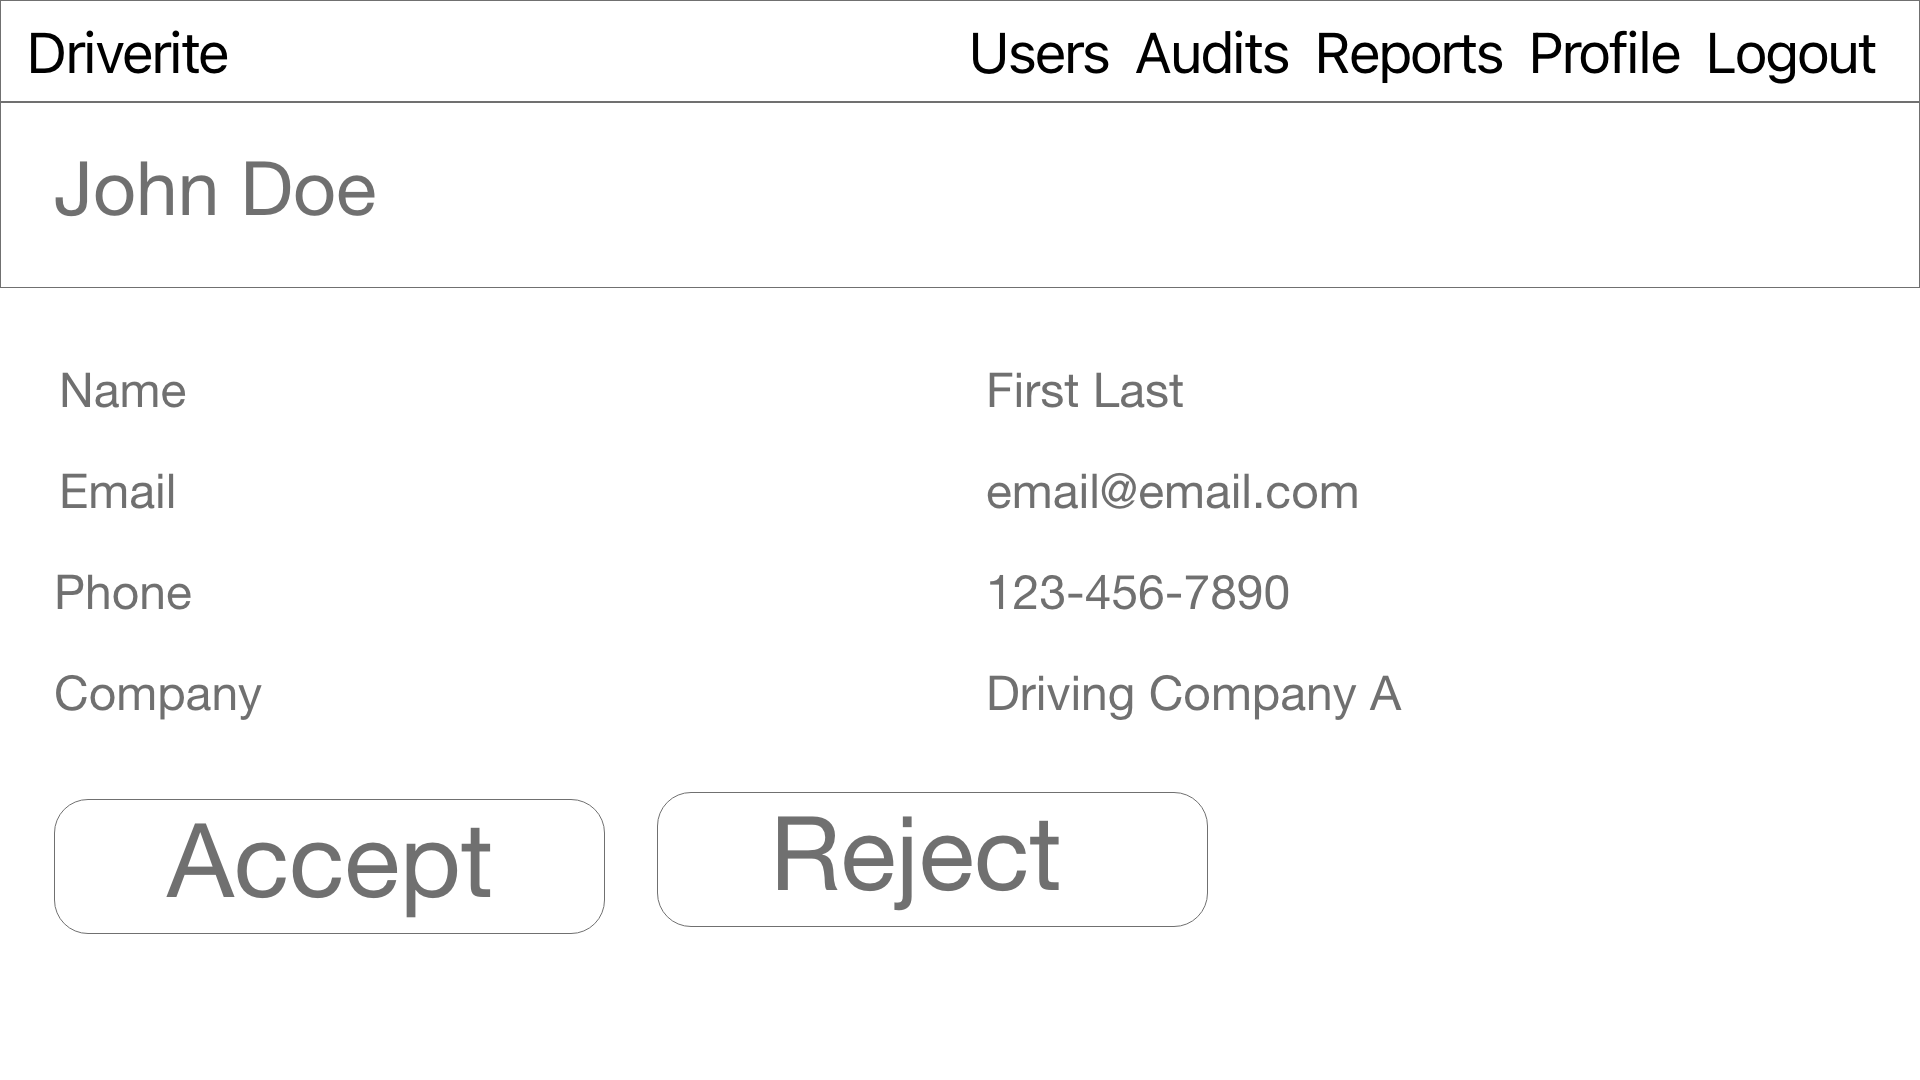 Driverite Users Audits Reports Profile Logout
John Doe
Name First Last
Email email@email.com
Phone 123-456-7890
Company Driving Company A
Accept Reject